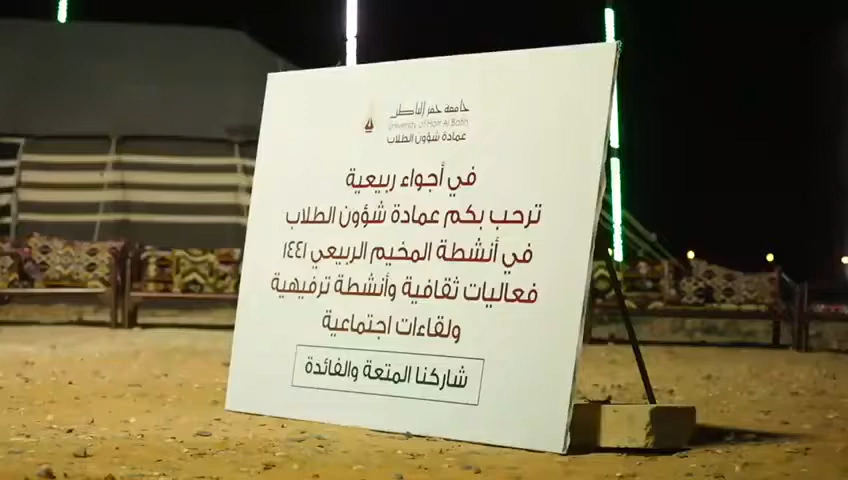 جامعة حفر الباطن
University of Hafr Al Batin
عمادة شؤون الطلاب
في أجواء ربيعية
ترحب بكم عمادة شؤون الطلاب
في أنشطة المخيم الربيعي ١٤٤١
فعاليات ثقافية وأنشطة ترفيهية
ولقاءات اجتماعية
شاركنا المتعة والفائدة